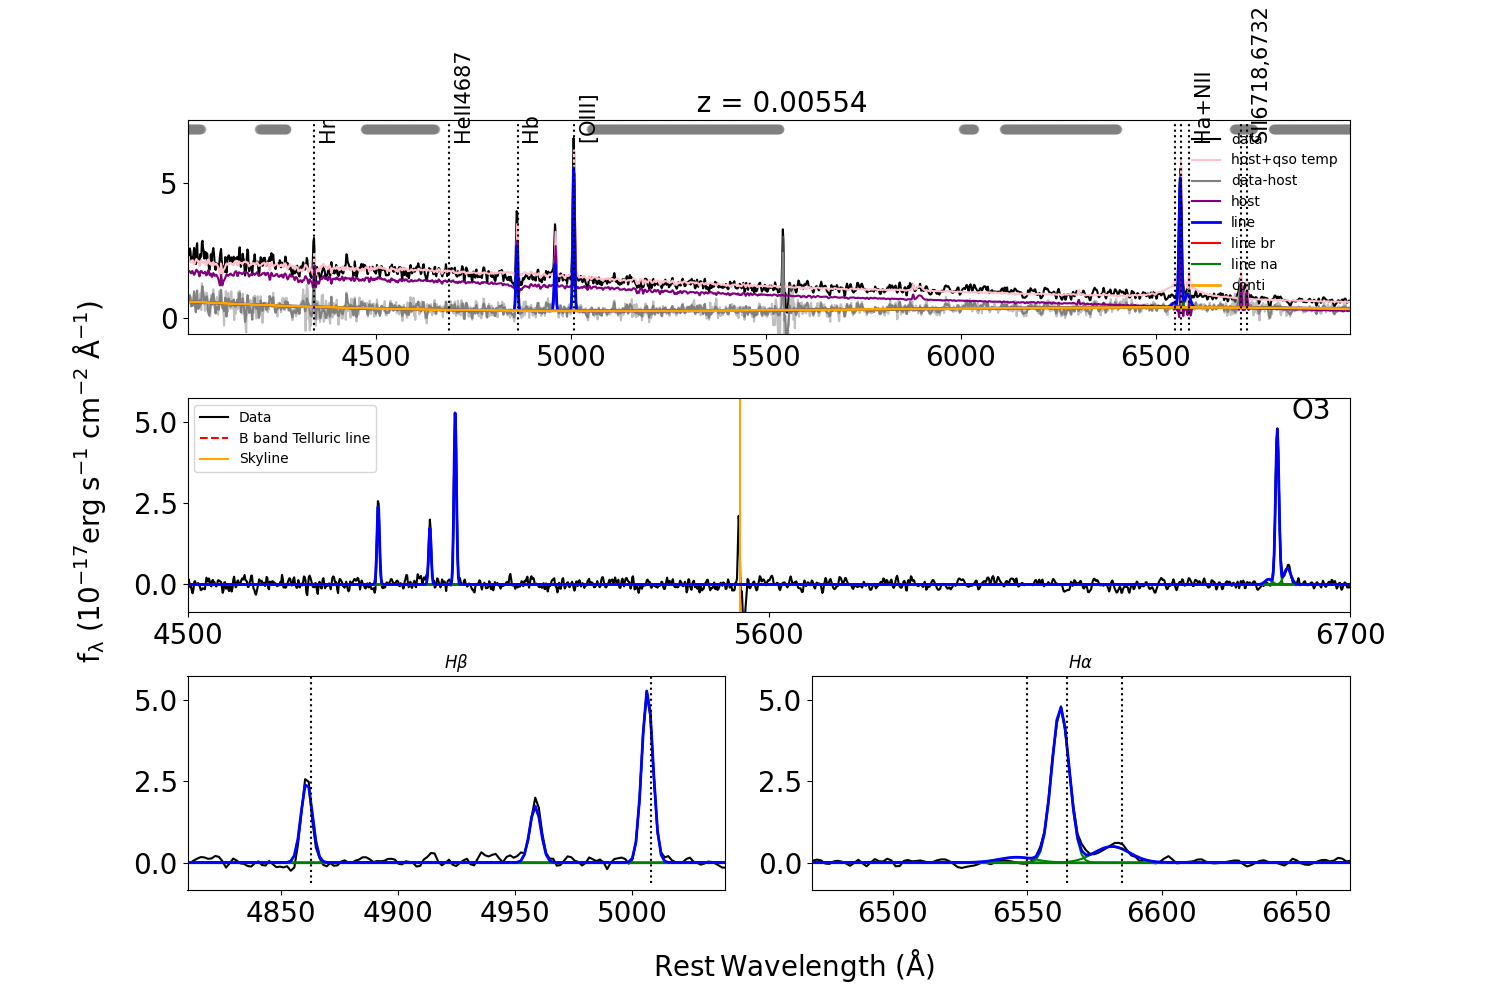 z = 0.00554
Hr
HeII4687
Hb
[OIII]
Ha+NII
SII6718,6732
data
host+qso temp
data-host
host
line
line br
line na
conti
5
0
4500 5000 5500 6000 6500
Data
B band Telluric line
Skyline
O3
5.0
2.5
0.0
4500 5600 6700
fλ (10⁻¹⁷erg s⁻¹ cm⁻² Å⁻¹)
Hβ
5.0
2.5
0.0
4850 4900 4950 5000
Hα
5.0
2.5
0.0
6500 6550 6600 6650
Rest Wavelength (Å)